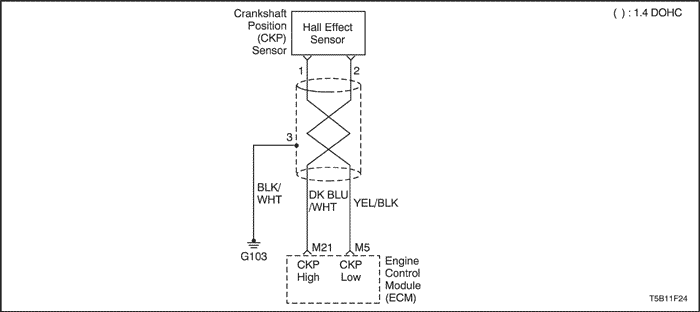 Crankshaft
Position
(CKP)
Sensor
Hall Effect
Sensor
( ) : 1.4 DOHC
1
2
3
BLK/
WHT
DK BLU
/WHT
YEL/BLK
G103
M21
M5
CKP
High
CKP
Low
Engine
Control
Module
(ECM)
T5B11F24